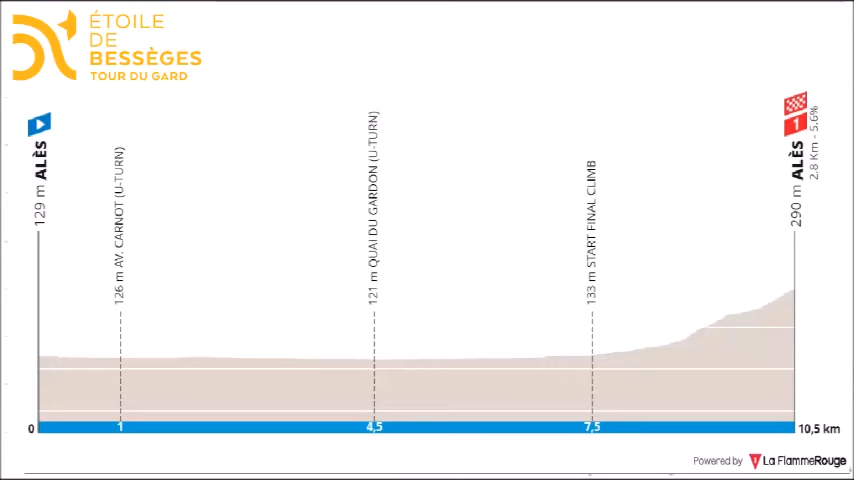 ÉTOILE
DE
BESSÈGES
TOUR DU GARD
129 m ALÈS
126 m AV. CARNOT (U-TURN)
121 m QUAI DU GARDON (U-TURN)
133 m START FINAL CLIMB
1
290 m ALÈS
2.8 Km - 5.6%
0
1
4,5
7,5
10,5 km
Powered by La FlammeRouge